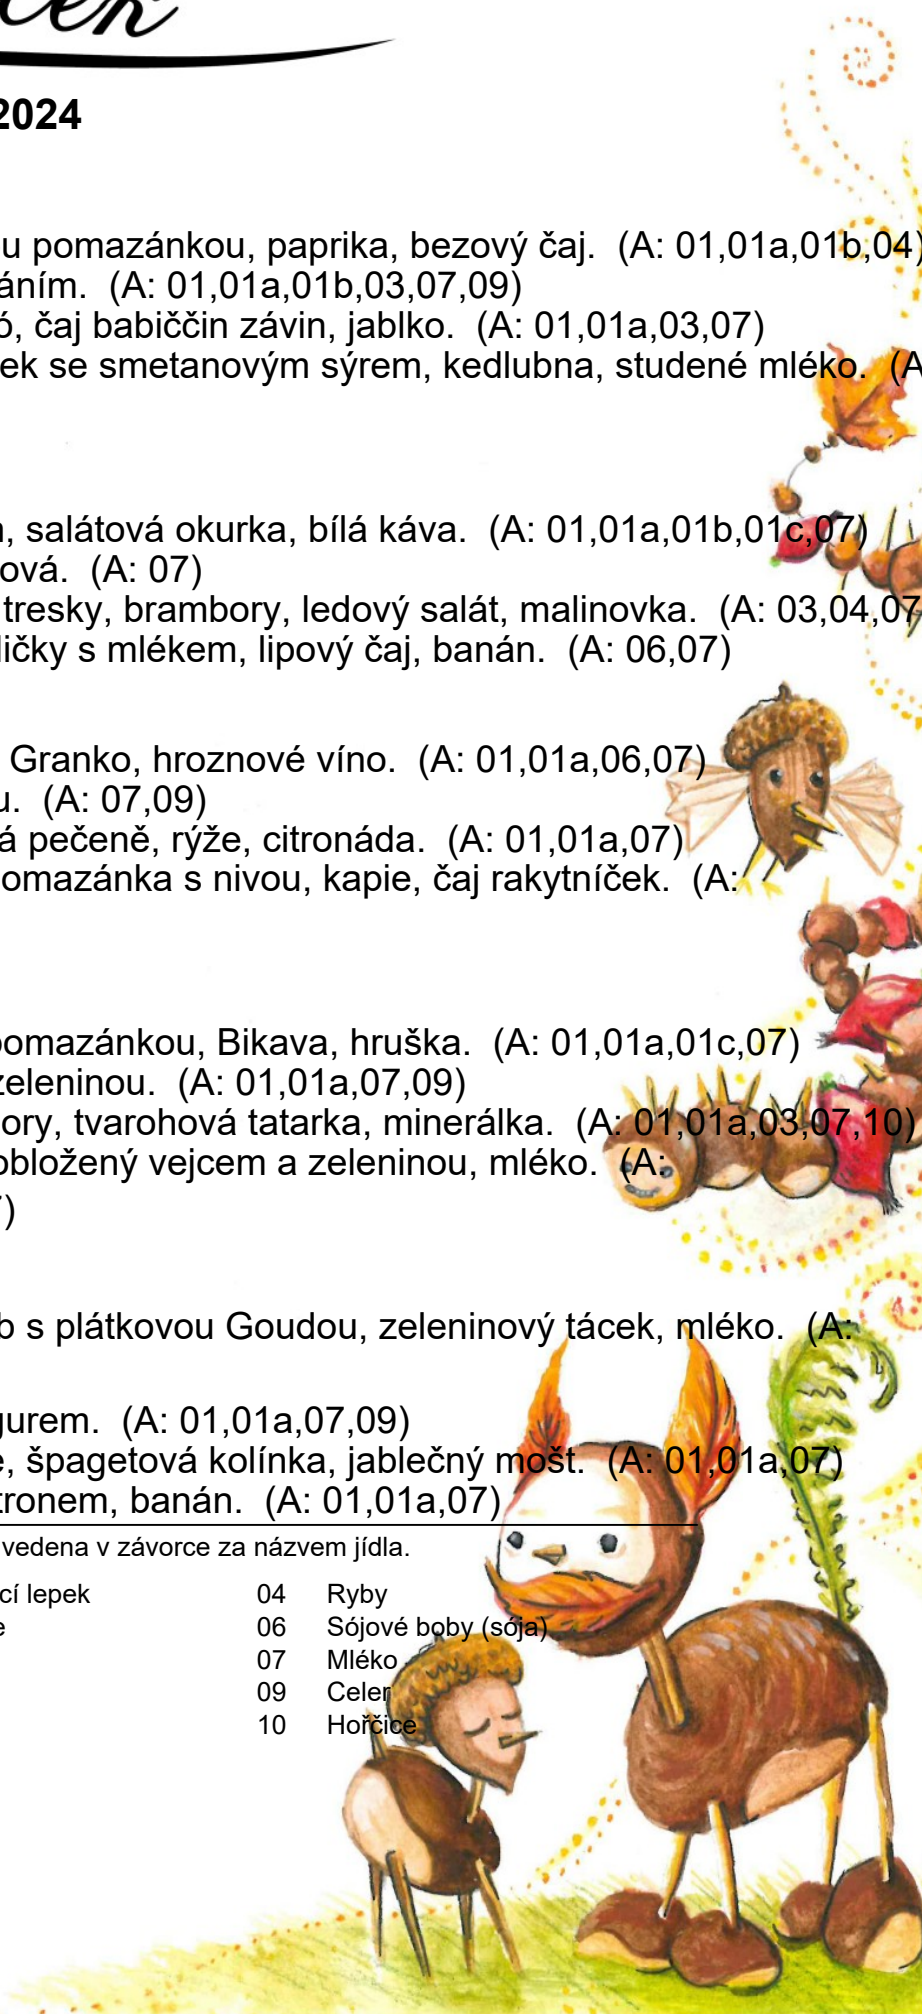 2024
u pomazánkou, paprika, bezový čaj. (A: 01,01a,01b,04)
áním. (A: 01,01a,01b,03,07,09)
ó, čaj babiččin závin, jablko. (A: 01,01a,03,07)
ek se smetanovým sýrem, kedlubna, studené mléko. (A
, salátová okurka, bílá káva. (A: 01,01a,01b,01c,07)
ová. (A: 07)
tresky, brambory, ledový salát, malinovka. (A: 03,04,07
ličky s mlékem, lipový čaj, banán. (A: 06,07)
Granko, hroznové víno. (A: 01,01a,06,07)
u. (A: 07,09)
á pečeně, rýže, citronáda. (A: 01,01a,07)
omazánka s nivou, kapie, čaj rakytníček. (A:
pomazánkou, Bikava, hruška. (A: 01,01a,01c,07)
zeleninou. (A: 01,01a,07,09)
ory, tvarohová tatarka, minerálka. (A: 01,01a,03,07,10)
obložený vejcem a zeleninou, mléko. (A:
)
b s plátkovou Goudou, zeleninový tácek, mléko. (A:
gurem. (A: 01,01a,07,09)
e, špagetová kolínka, jablečný mošt. (A: 01,01a,07)
tronem, banán. (A: 01,01a,07)
vedena v závorce za názvem jídla.
cí lepek 04 Ryby
e 06 Sójové boby (sója)
07 Mléko
09 Celer
10 Hořčice